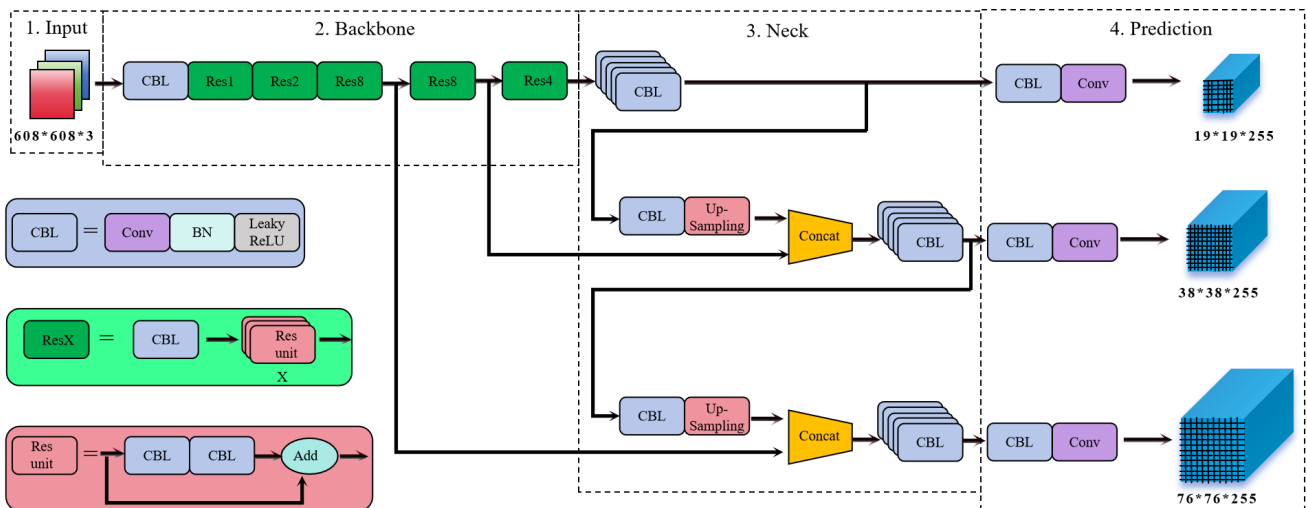 1. Input
2. Backbone
3. Neck
4. Prediction
CBL
Res1
Res2
Res8
Res8
Res4
CBL
CBL
Conv
608*608*3
19*19*255
CBL
=
Conv
BN
Leaky
ReLU
CBL
Up-
Sampling
Concat
CBL
CBL
Conv
38*38*255
ResX
=
CBL
Res
unit
X
CBL
Up-
Sampling
Concat
CBL
CBL
Conv
76*76*255
Res
unit
=
CBL
CBL
Add